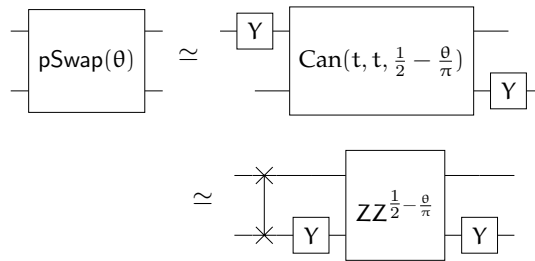 pSwap(θ) ≃ Y Can(t, t, 1/2 − θ/π) Y
≃ Y ZZ^{1/2 − θ/π} Y